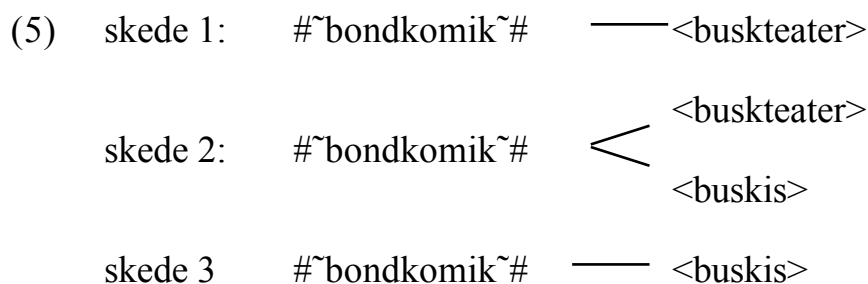 (5) skede 1: #˜bondkomik˜# <buskteater>
<buskteater>
skede 2: #˜bondkomik˜#
<buskis>
skede 3 #˜bondkomik˜# <buskis>